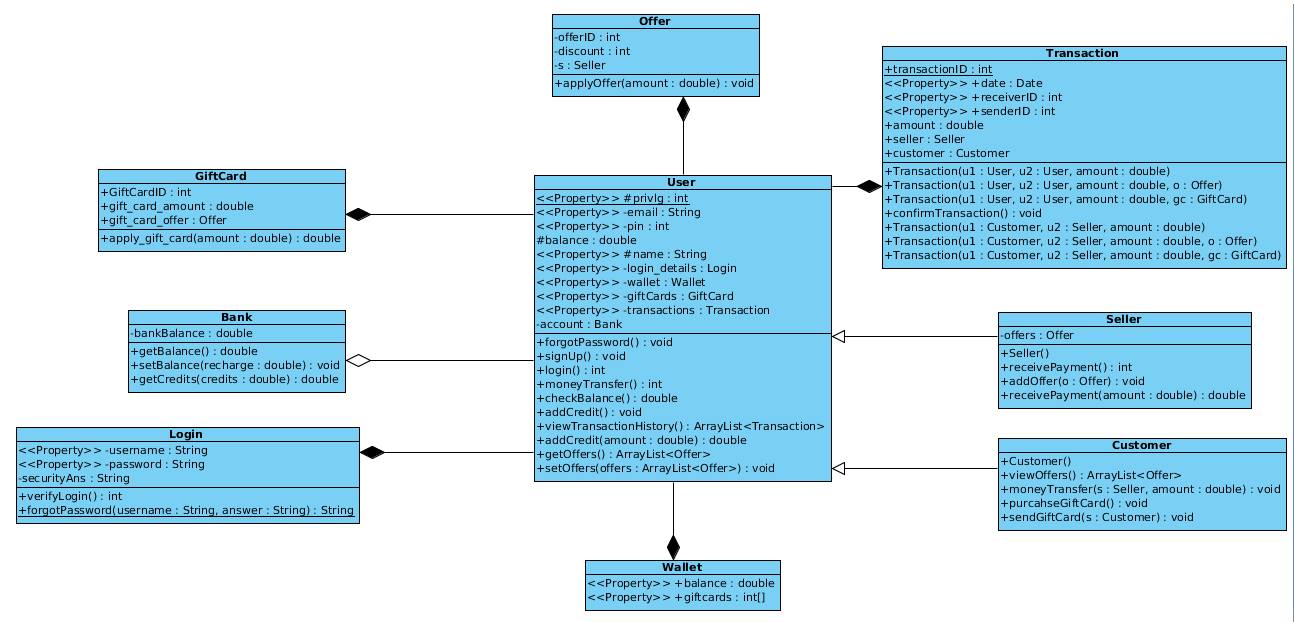 Offer
-offerID : int
-discount : int
-s : Seller
+applyOffer(amount : double) : void
Transaction
+transactionID : int
<<Property>> +date : Date
<<Property>> +receiverID : int
<<Property>> +senderID : int
+amount : double
+seller : Seller
+customer : Customer
+Transaction(u1 : User, u2 : User, amount : double)
+Transaction(u1 : User, u2 : User, amount : double, o : Offer)
+Transaction(u1 : User, u2 : User, amount : double, gc : GiftCard)
+confirmTransaction() : void
+Transaction(u1 : Customer, u2 : Seller, amount : double)
+Transaction(u1 : Customer, u2 : Seller, amount : double, o : Offer)
+Transaction(u1 : Customer, u2 : Seller, amount : double, gc : GiftCard)
GiftCard
+GiftCardID : int
+gift_card_amount : double
+gift_card_offer : Offer
+apply_gift_card(amount : double) : double
User
<<Property>> #privlg : int
<<Property>> -email : String
<<Property>> -pin : int
#balance : double
<<Property>> #name : String
<<Property>> -login_details : Login
<<Property>> -wallet : Wallet
<<Property>> -giftCards : GiftCard
<<Property>> -transactions : Transaction
-account : Bank
+forgotPassword() : void
+signUp() : void
+login() : int
+moneyTransfer() : int
+checkBalance() : double
+addCredit() : void
+viewTransactionHistory() : ArrayList<Transaction>
+addCredit(amount : double) : double
+getOffers() : ArrayList<Offer>
+setOffers(offers : ArrayList<Offer>) : void
Bank
-bankBalance : double
+getBalance() : double
+setBalance(recharge : double) : void
+getCredits(credits : double) : double
Seller
-offers : Offer
+Seller()
+receivePayment() : int
+addOffer(o : Offer) : void
+receivePayment(amount : double) : double
Login
<<Property>> -username : String
<<Property>> -password : String
-securityAns : String
+verifyLogin() : int
+forgotPassword(username : String, answer : String) : String
Customer
+Customer()
+viewOffers() : ArrayList<Offer>
+moneyTransfer(s : Seller, amount : double) : void
+purcahseGiftCard() : void
+sendGiftCard(s : Customer) : void
Wallet
<<Property>> +balance : double
<<Property>> +giftcards : int[]